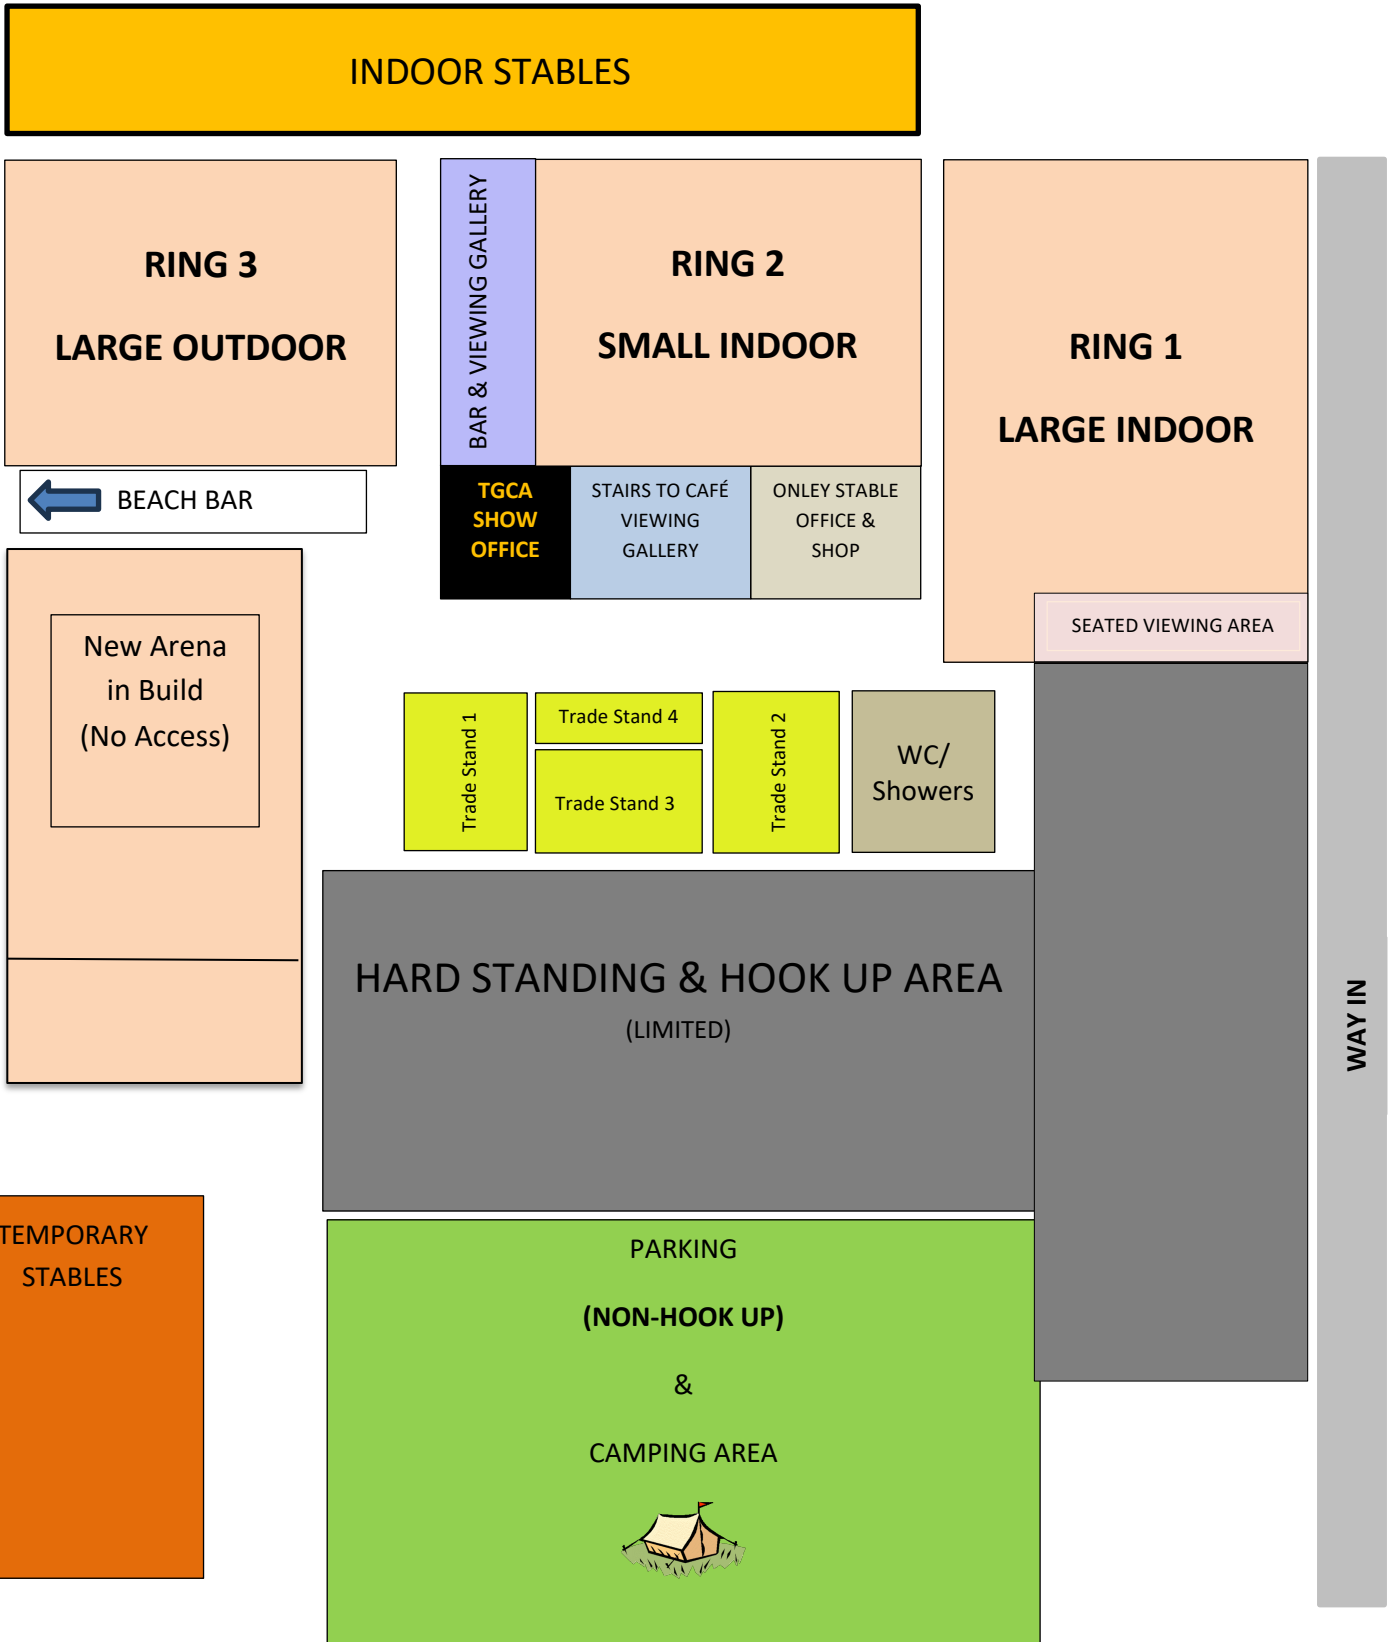 INDOOR STABLES
RING 3
LARGE OUTDOOR
BAR & VIEWING GALLERY
RING 2
SMALL INDOOR
RING 1
LARGE INDOOR
BEACH BAR
TGCA
SHOW
OFFICE
STAIRS TO CAFÉ
VIEWING
GALLERY
ONLEY STABLE
OFFICE &
SHOP
SEATED VIEWING AREA
New Arena
in Build
(No Access)
Trade Stand 1
Trade Stand 4
Trade Stand 3
Trade Stand 2
WC/
Showers
HARD STANDING & HOOK UP AREA
(LIMITED)
WAY IN
TEMPORARY
STABLES
PARKING
(NON-HOOK UP)
&
CAMPING AREA